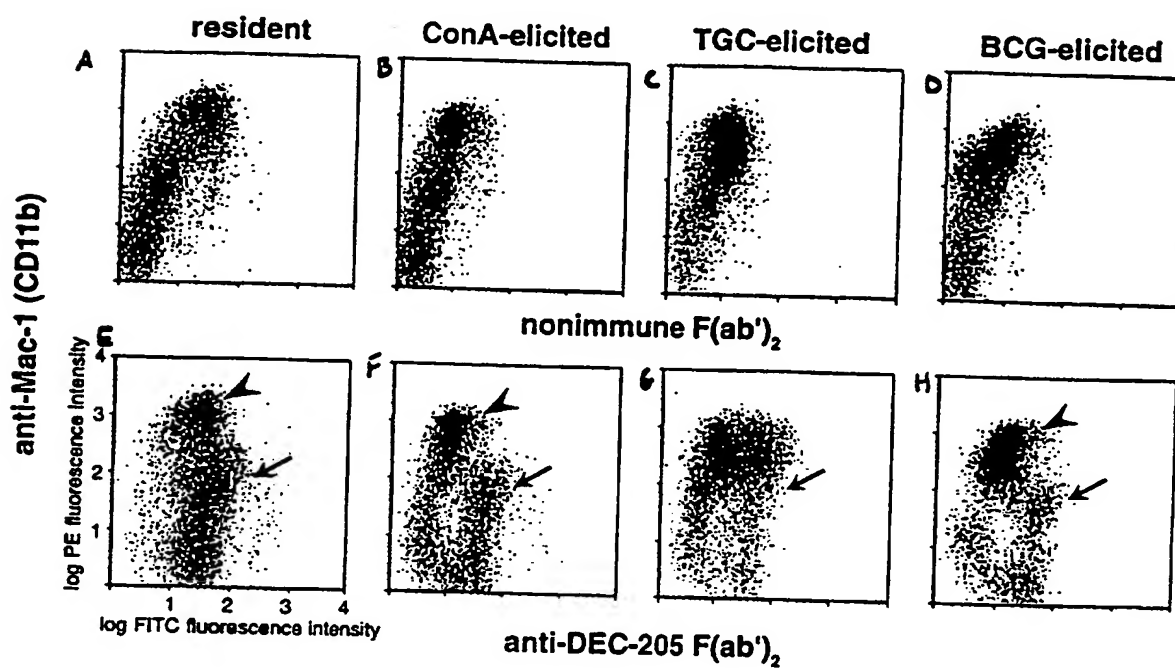 resident
ConA-elicited
TGC-elicited
BCG-elicited
A
B
C
D
anti-Mac-1 (CD11b)
nonimmune F(ab')₂
E
F
G
H
log PE fluorescence intensity
4
3
2
1
1 2 3 4
log FITC fluorescence intensity
anti-DEC-205 F(ab')₂